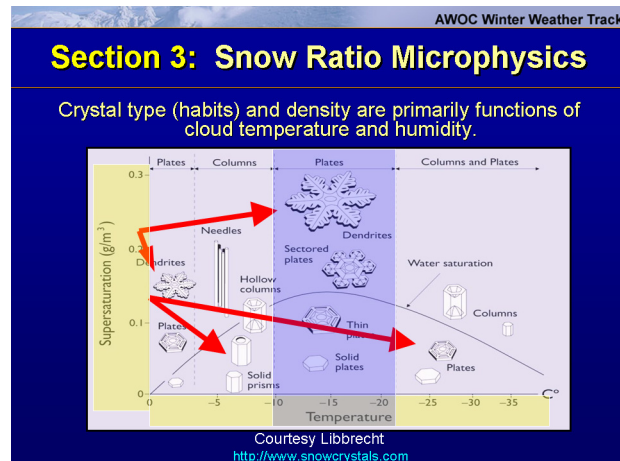 AWOC Winter Weather Track
Section 3: Snow Ratio Microphysics
Crystal type (habits) and density are primarily functions of
cloud temperature and humidity.
Plates
Columns
Plates
Columns and Plates
0.3
Supersaturation (g/m³)
Needles
Dendrites
0.2
Sectored
plates
Dendrites
Water saturation
Hollow
columns
0.1
Plates
Thin
Columns
Solid
plates
Plates
Solid
prisms
0
0
−5
−10
−15
−20
−25
−30
−35
C°
Temperature
Courtesy Libbrecht
http://www.snowcrystals.com